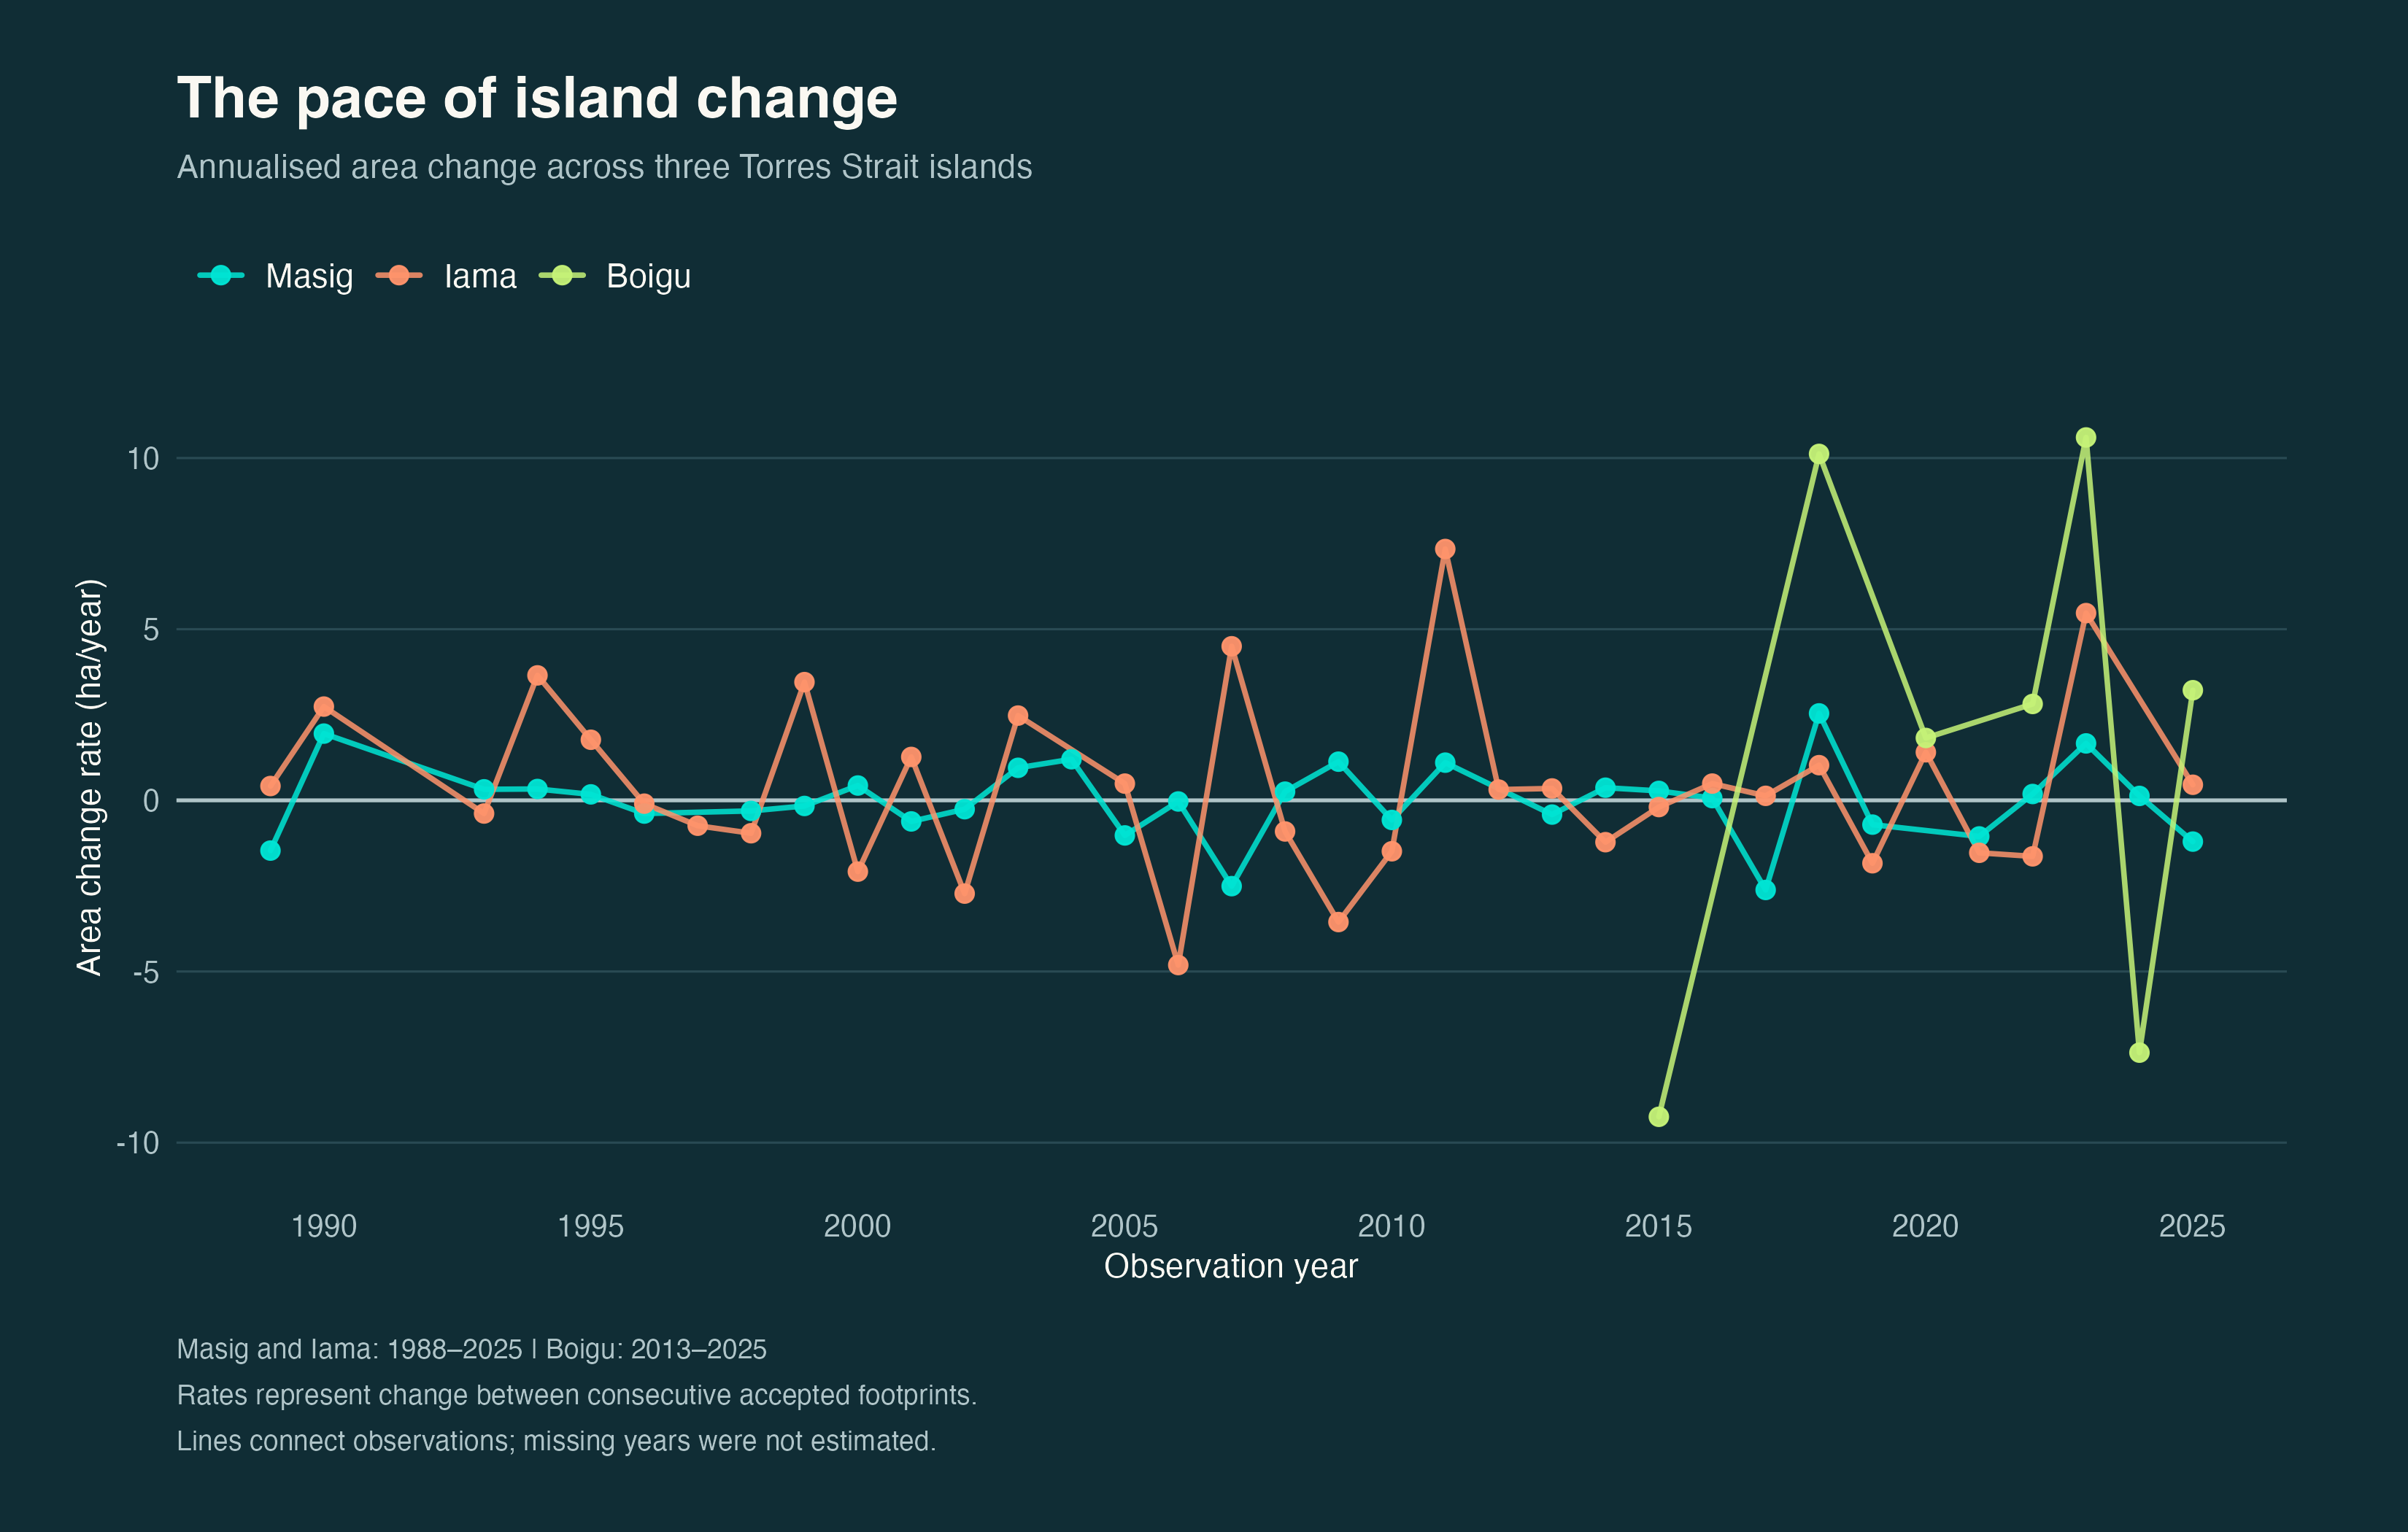 The pace of island change
Annualised area change across three Torres Strait islands
Masig Iama Boigu
10
5
0
-5
-10
Area change rate (ha/year)
1990 1995 2000 2005 2010 2015 2020 2025
Observation year
Masig and Iama: 1988–2025 | Boigu: 2013–2025
Rates represent change between consecutive accepted footprints.
Lines connect observations; missing years were not estimated.